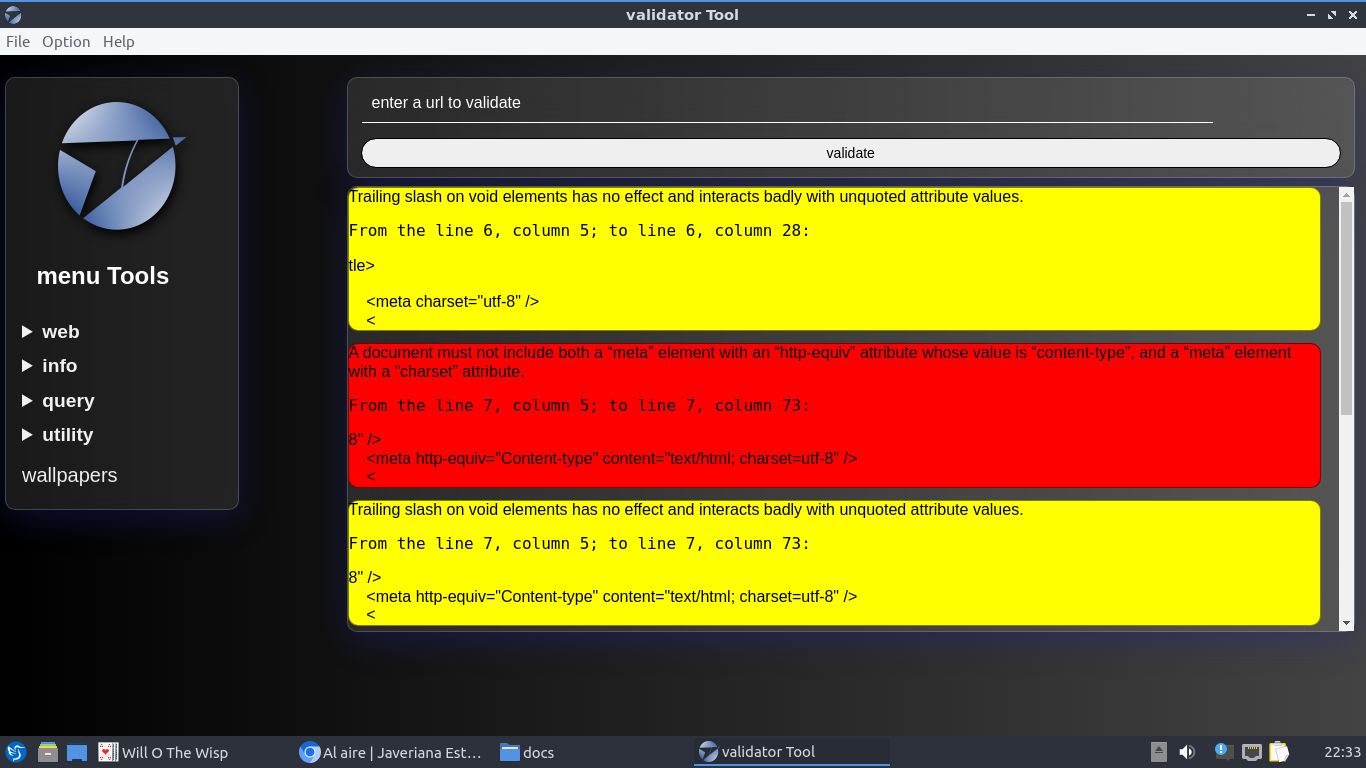 validator Tool
File Option Help
menu Tools
web
info
query
utility
wallpapers
enter a url to validate
validate
Trailing slash on void elements has no effect and interacts badly with unquoted attribute values.
From the line 6, column 5; to line 6, column 28:
tle>
<meta charset="utf-8" />
<
A document must not include both a “meta” element with an “http-equiv” attribute whose value is “content-type”, and a “meta” element
with a “charset” attribute.
From the line 7, column 5; to line 7, column 73:
8" />
<meta http-equiv="Content-type" content="text/html; charset=utf-8" />
<
Trailing slash on void elements has no effect and interacts badly with unquoted attribute values.
From the line 7, column 5; to line 7, column 73:
8" />
<meta http-equiv="Content-type" content="text/html; charset=utf-8" />
<
Will O The Wisp
Al aire | Javeriana Est...
docs
validator Tool
22:33